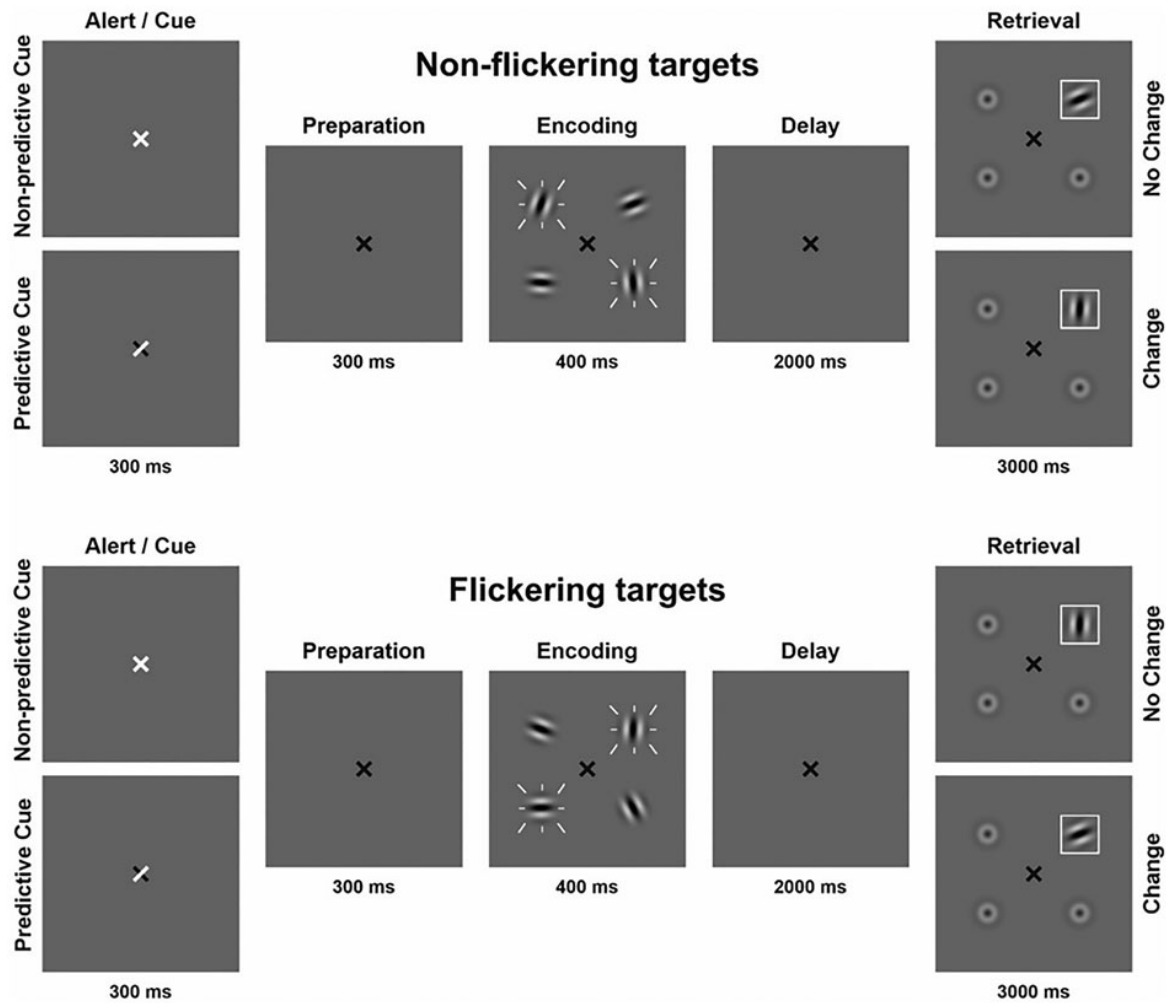 Alert / Cue
Retrieval
Non-flickering targets
Non-predictive Cue
No Change
Preparation
Encoding
Delay
Predictive Cue
Change
300 ms
400 ms
2000 ms
300 ms
3000 ms
Alert / Cue
Retrieval
Flickering targets
Non-predictive Cue
No Change
Preparation
Encoding
Delay
Predictive Cue
Change
300 ms
400 ms
2000 ms
300 ms
3000 ms